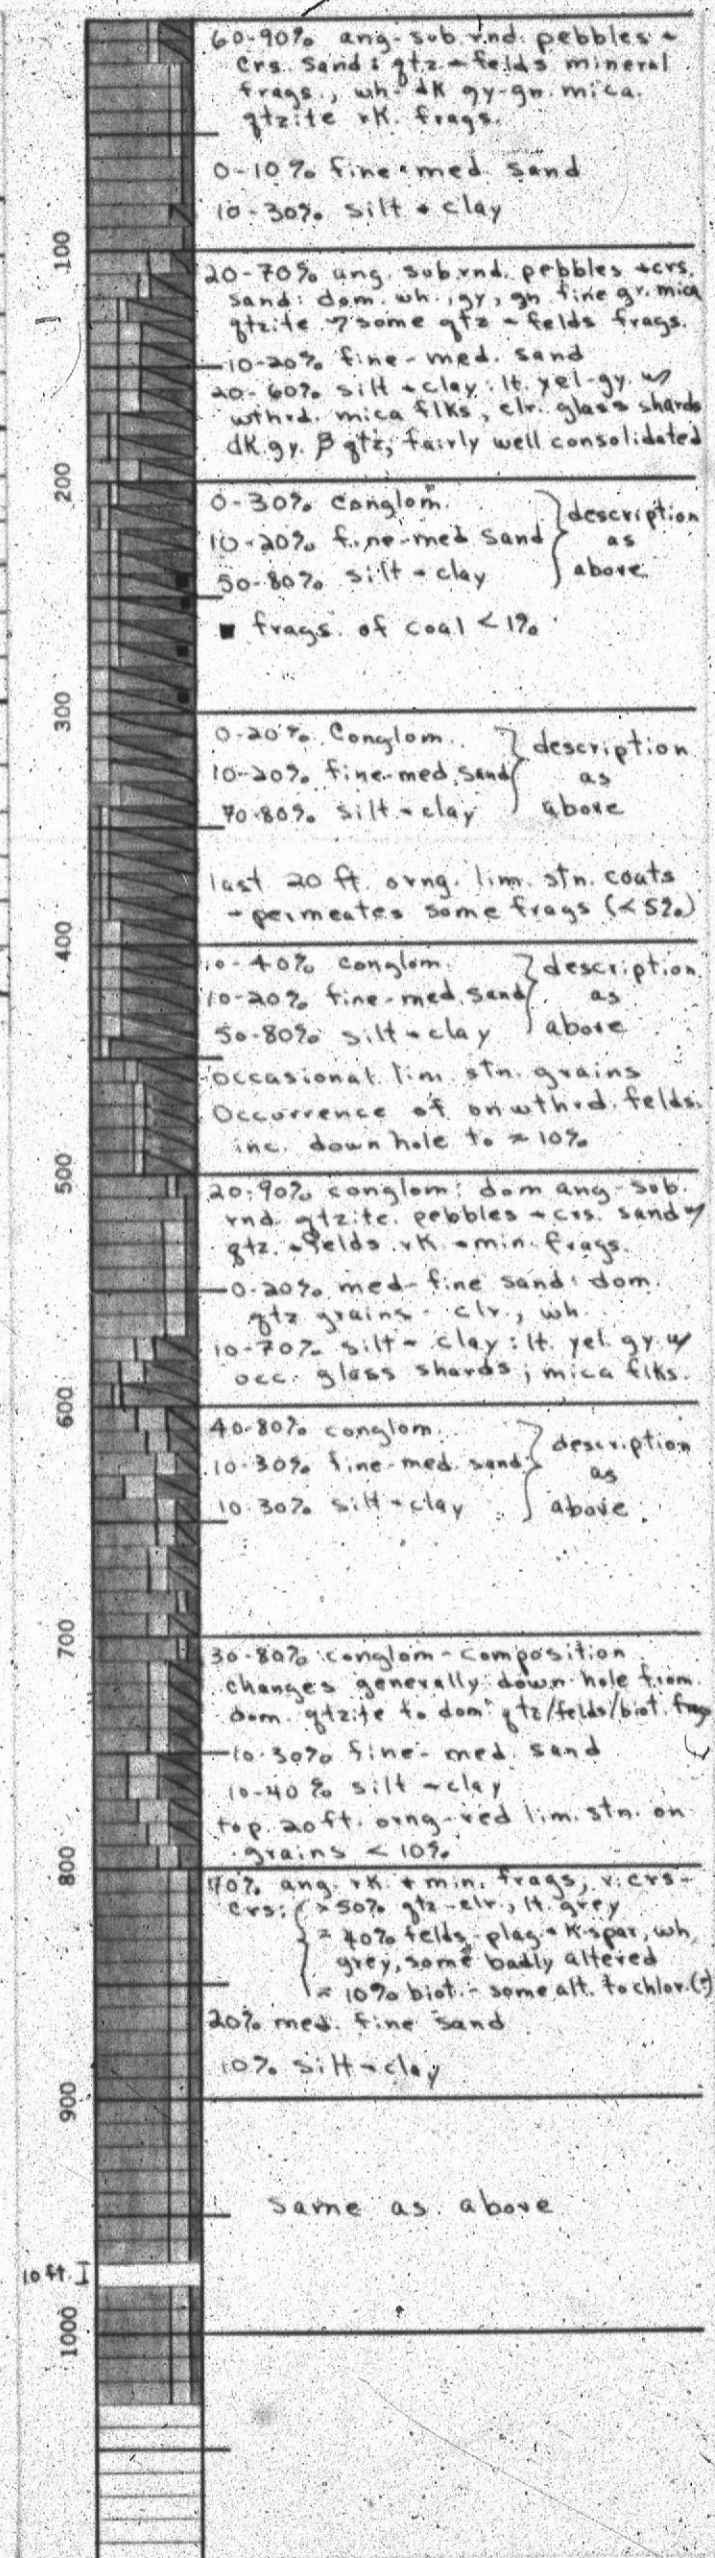 60-90% ang-sub.rnd. pebbles +
crs. sand: qtz + felds mineral
frags., wh-dk gy-gn. mica.
qtzite rk. frags.
0-10% fine-med. sand
10-30% silt + clay
100
20-70% ang. sub.rnd. pebbles + crs.
sand: dom. wh., gy, gn fine gr. mica
qtzite w/ some qtz + felds frags.
10-20% fine-med. sand
20-60% silt + clay: lt. yel-gy. w/
wthrd. mica flks, clr. glass shards
dk.gy. β qtz; fairly well consolidated
200
0-30% Conglom.
10-20% fine-med sand
50-80% silt + clay
description
as
above
■ frags. of coal <1%
300
0-20% Conglom.
10-20% fine-med. sand
70-80% silt + clay
description
as
above
last 20 ft. orng. lim. stn. coats
+ permeates some frags (<5%)
400
10-40% conglom.
10-20% fine-med. sand
50-80% silt + clay
description
as
above
occasional lim. stn. grains
Occurrence of unwthrd. felds.
inc. down hole to ≈ 10%
500
20-90% conglom: dom ang-sub.
rnd. qtzite. pebbles + crs. sand w/
qtz. + felds rk. + min. frags.
0-20% med-fine sand: dom.
qtz grains - clr., wh.
10-70% silt + clay: lt. yel. gy. w/
occ. glass shards; mica flks.
600
40-80% conglom.
10-30% fine-med. sand
10-30% silt + clay
description
as
above
700
30-80% conglom - composition
changes generally down hole from
dom. qtzite to dom. qtz/felds/biot. frags
10-30% fine-med. sand
10-40% silt + clay
top 20 ft. orng-red lim. stn. on
grains < 10%
800
70% ang. rk. + min. frags, v.crs-
crs: >50% qtz - clr., lt. grey
≈ 40% felds - plag + K-spar, wh,
grey, some badly altered
≈ 10% biot. - some alt. to chlor.(?)
20% med. fine sand
10% silt + clay
900
same as above
10 ft.
1000